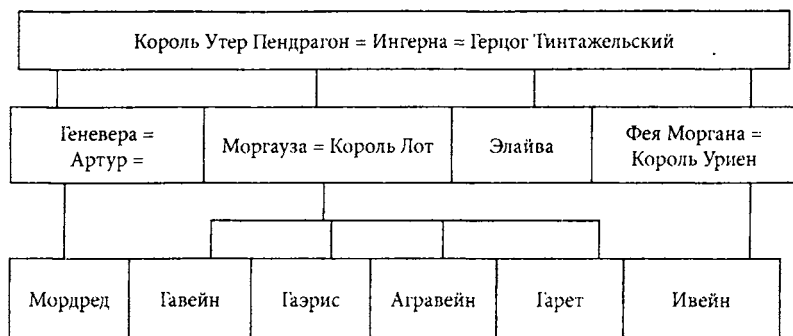 Король Утер Пендрагон = Ингерна = Герцог Тинтажельский
Геневера =
Артур =
Моргауза = Король Лот
Элайва
Фея Моргана =
Король Уриен
Мордред
Гавейн
Гаэрис
Агравейн
Гарет
Ивейн